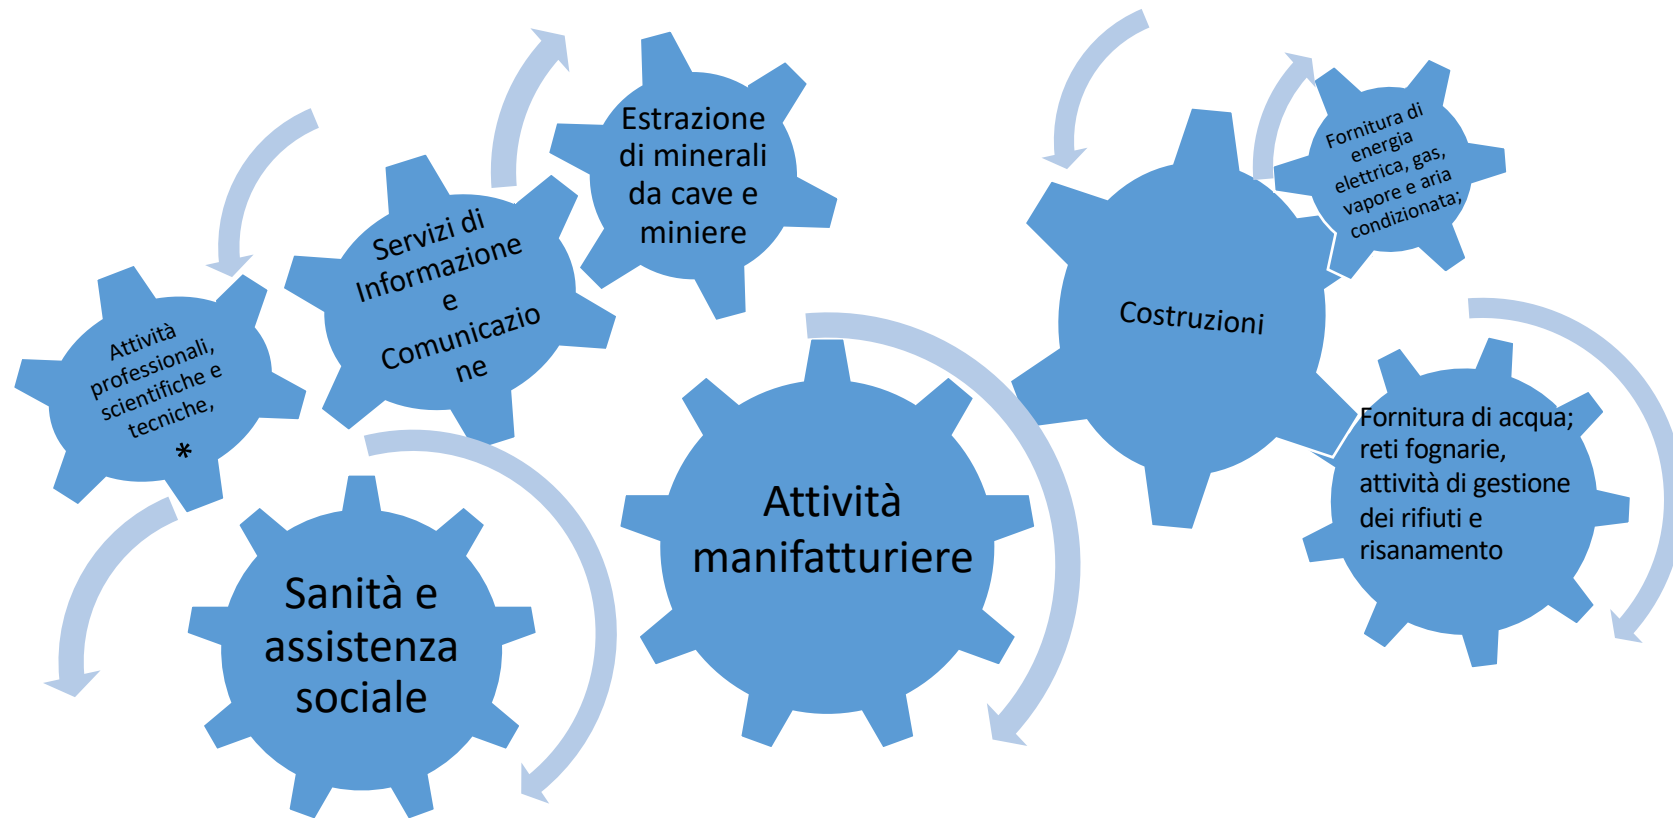 Estrazione
di minerali
da cave e
miniere
Servizi di
Informazione
e
Comunicazio
ne
Attività
professionali,
scientifiche e
tecniche,
*
Sanità e
assistenza
sociale
Attività
manifatturiere
Costruzioni
Fornitura di
energia
elettrica, gas,
vapore e aria
condizionata;
Fornitura di acqua;
reti fognarie,
attività di gestione
dei rifiuti e
risanamento